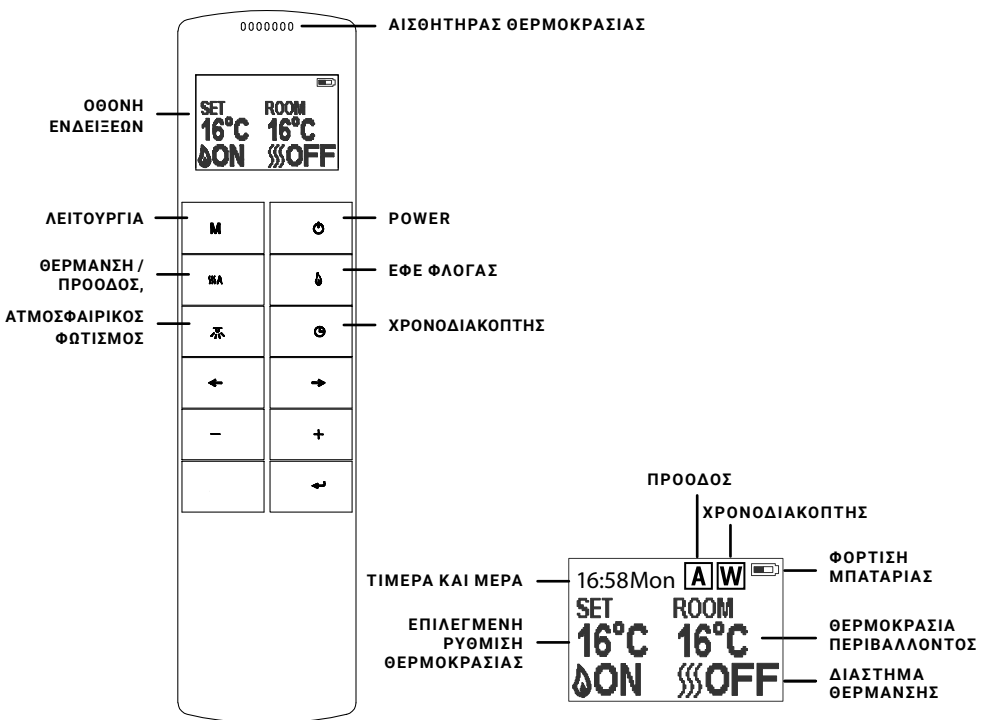 ΑΙΣΘΗΤΗΡΑΣ ΘΕΡΜΟΚΡΑΣΙΑΣ
ΟΘΟΝΗ
ΕΝΔΕΙΞΕΩΝ
SET ROOM
16°C 16°C
ON OFF
ΛΕΙΤΟΥΡΓΙΑ
M
POWER
ΘΕΡΜΑΝΣΗ /
ΠΡΟΟΔΟΣ,
A
ΕΦΕ ΦΛΟΓΑΣ
ΑΤΜΟΣΦΑΙΡΙΚΟΣ
ΦΩΤΙΣΜΟΣ
ΧΡΟΝΟΔΙΑΚΟΠΤΗΣ
← →
− +
↵
ΠΡΟΟΔΟΣ
ΧΡΟΝΟΔΙΑΚΟΠΤΗΣ
ΤΙΜΕΡΑ ΚΑΙ ΜΕΡΑ
16:58Mon A W
ΦΟΡΤΙΣΗ
ΜΠΑΤΑΡΙΑΣ
ΕΠΙΛΕΓΜΕΝΗ
ΡΥΘΜΙΣΗ
ΘΕΡΜΟΚΡΑΣΙΑΣ
SET ROOM
16°C 16°C
ON OFF
ΘΕΡΜΟΚΡΑΣΙΑ
ΠΕΡΙΒΑΛΛΟΝΤΟΣ
ΔΙΑΣΤΗΜΑ
ΘΕΡΜΑΝΣΗΣ